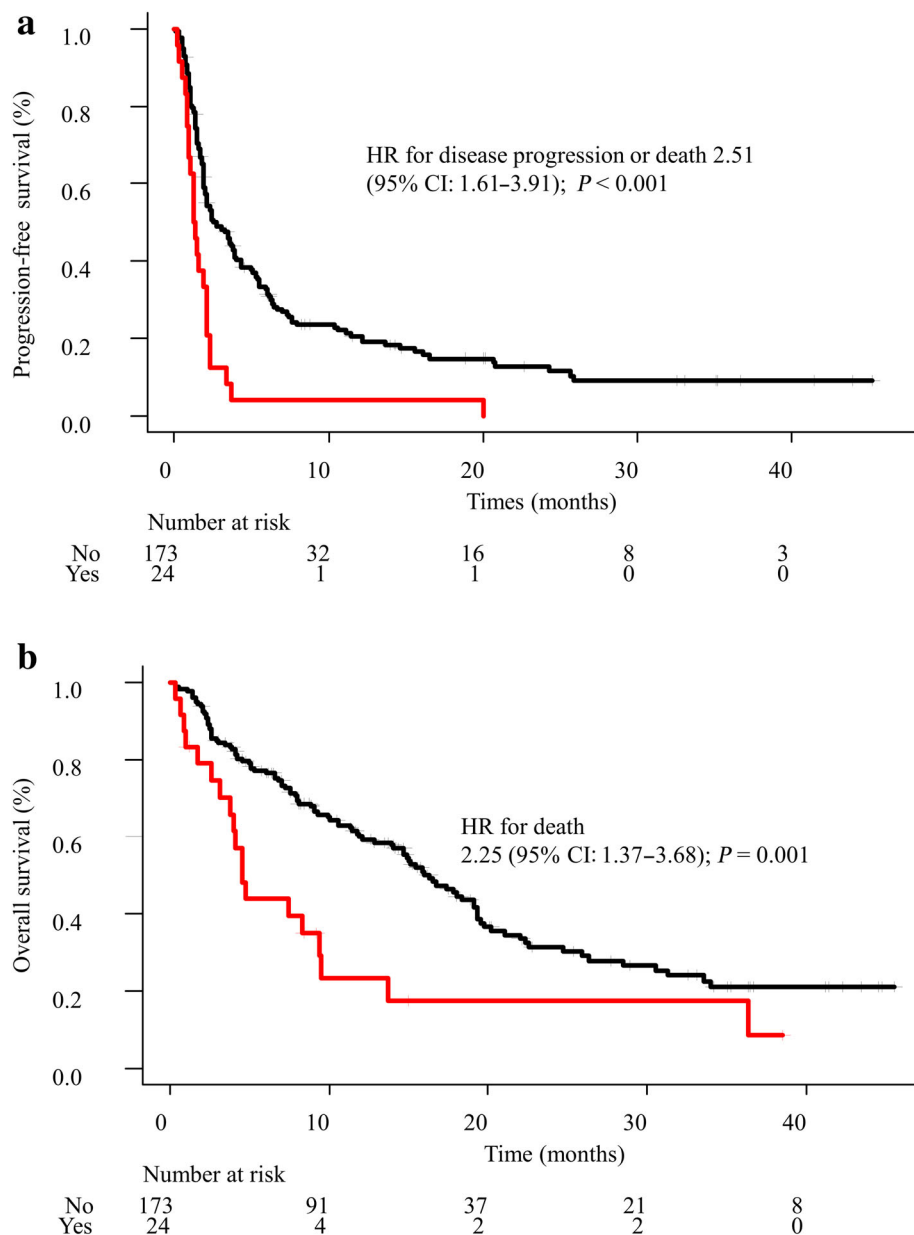 a
1.0
0.8
0.6
0.4
0.2
0.0
Progression-free survival (%)
HR for disease progression or death 2.51
(95% CI: 1.61–3.91); P < 0.001
0 10 20 30 40
Times (months)
Number at risk
No 173 32 16 8 3
Yes 24 1 1 0 0
b
1.0
0.8
0.6
0.4
0.2
0.0
Overall survival (%)
HR for death
2.25 (95% CI: 1.37–3.68); P = 0.001
0 10 20 30 40
Time (months)
Number at risk
No 173 91 37 21 8
Yes 24 4 2 2 0